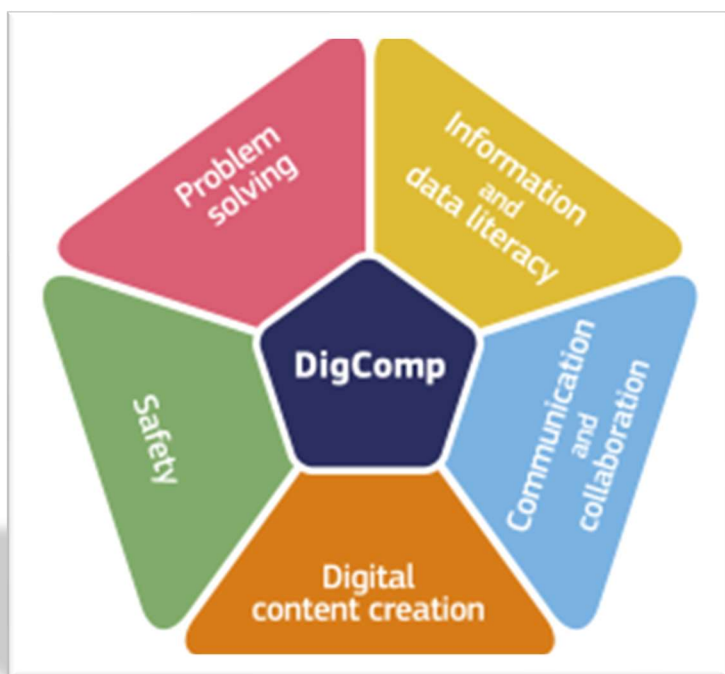 Problem
solving
Information
and
data literacy
DigComp
Communication
and
collaboration
Safety
Digital
content creation